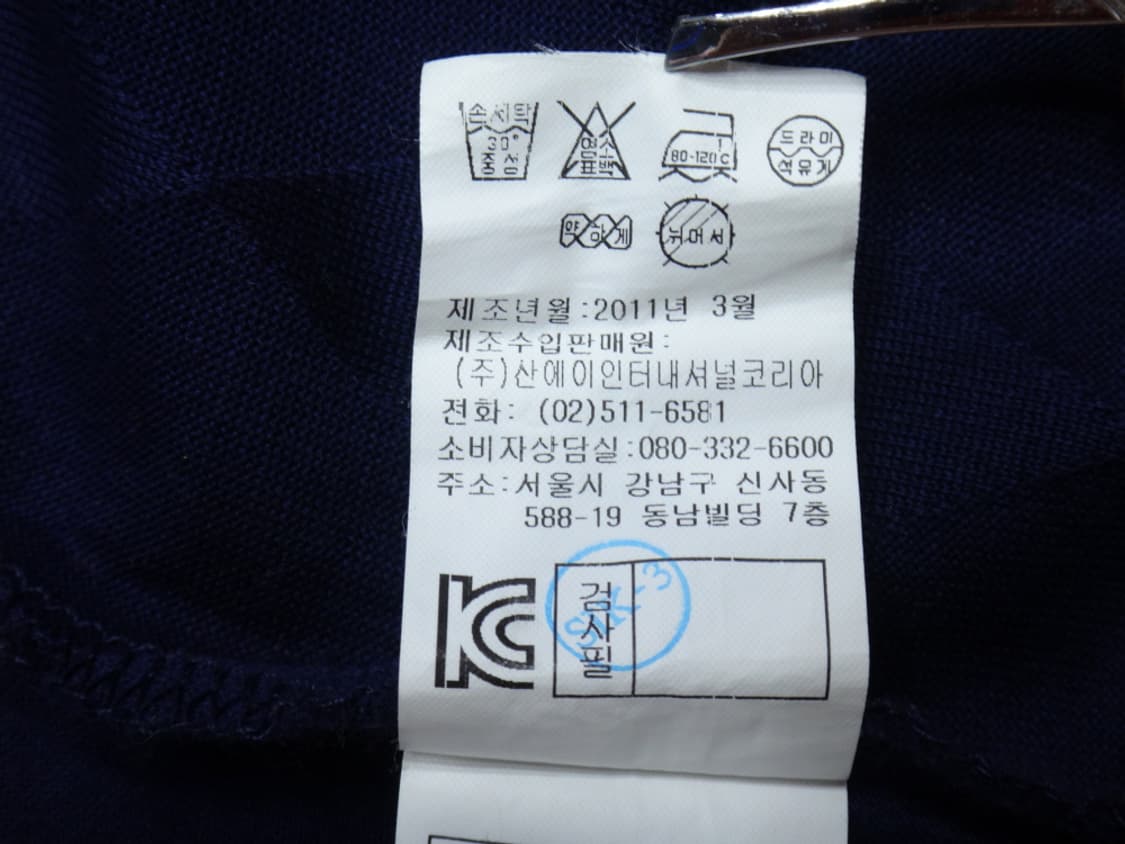 손세탁 30° 중성
염소 표백
80-120℃
드라이 석유계
약하게
뉘어서
제조년월:2011년 3월
제조수입판매원:
(주)산에이인터내셔널코리아
전화: (02)511-6581
소비자상담실:080-332-6600
주소:서울시 강남구 신사동
588-19 동남빌딩 7층
KC
검사필